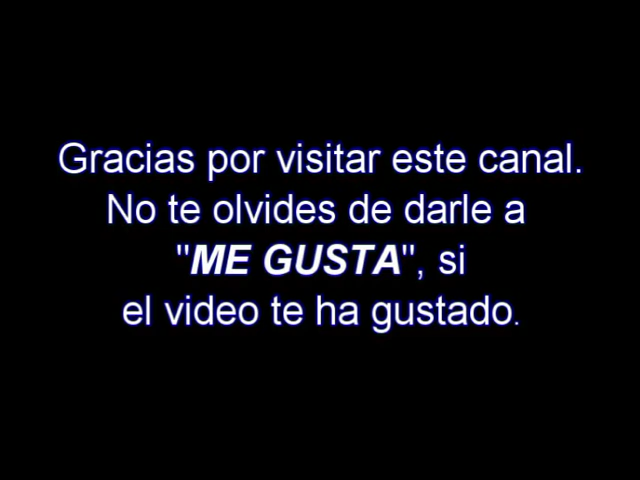 Gracias por visitar este canal.
No te olvides de darle a
"ME GUSTA", si
el video te ha gustado.